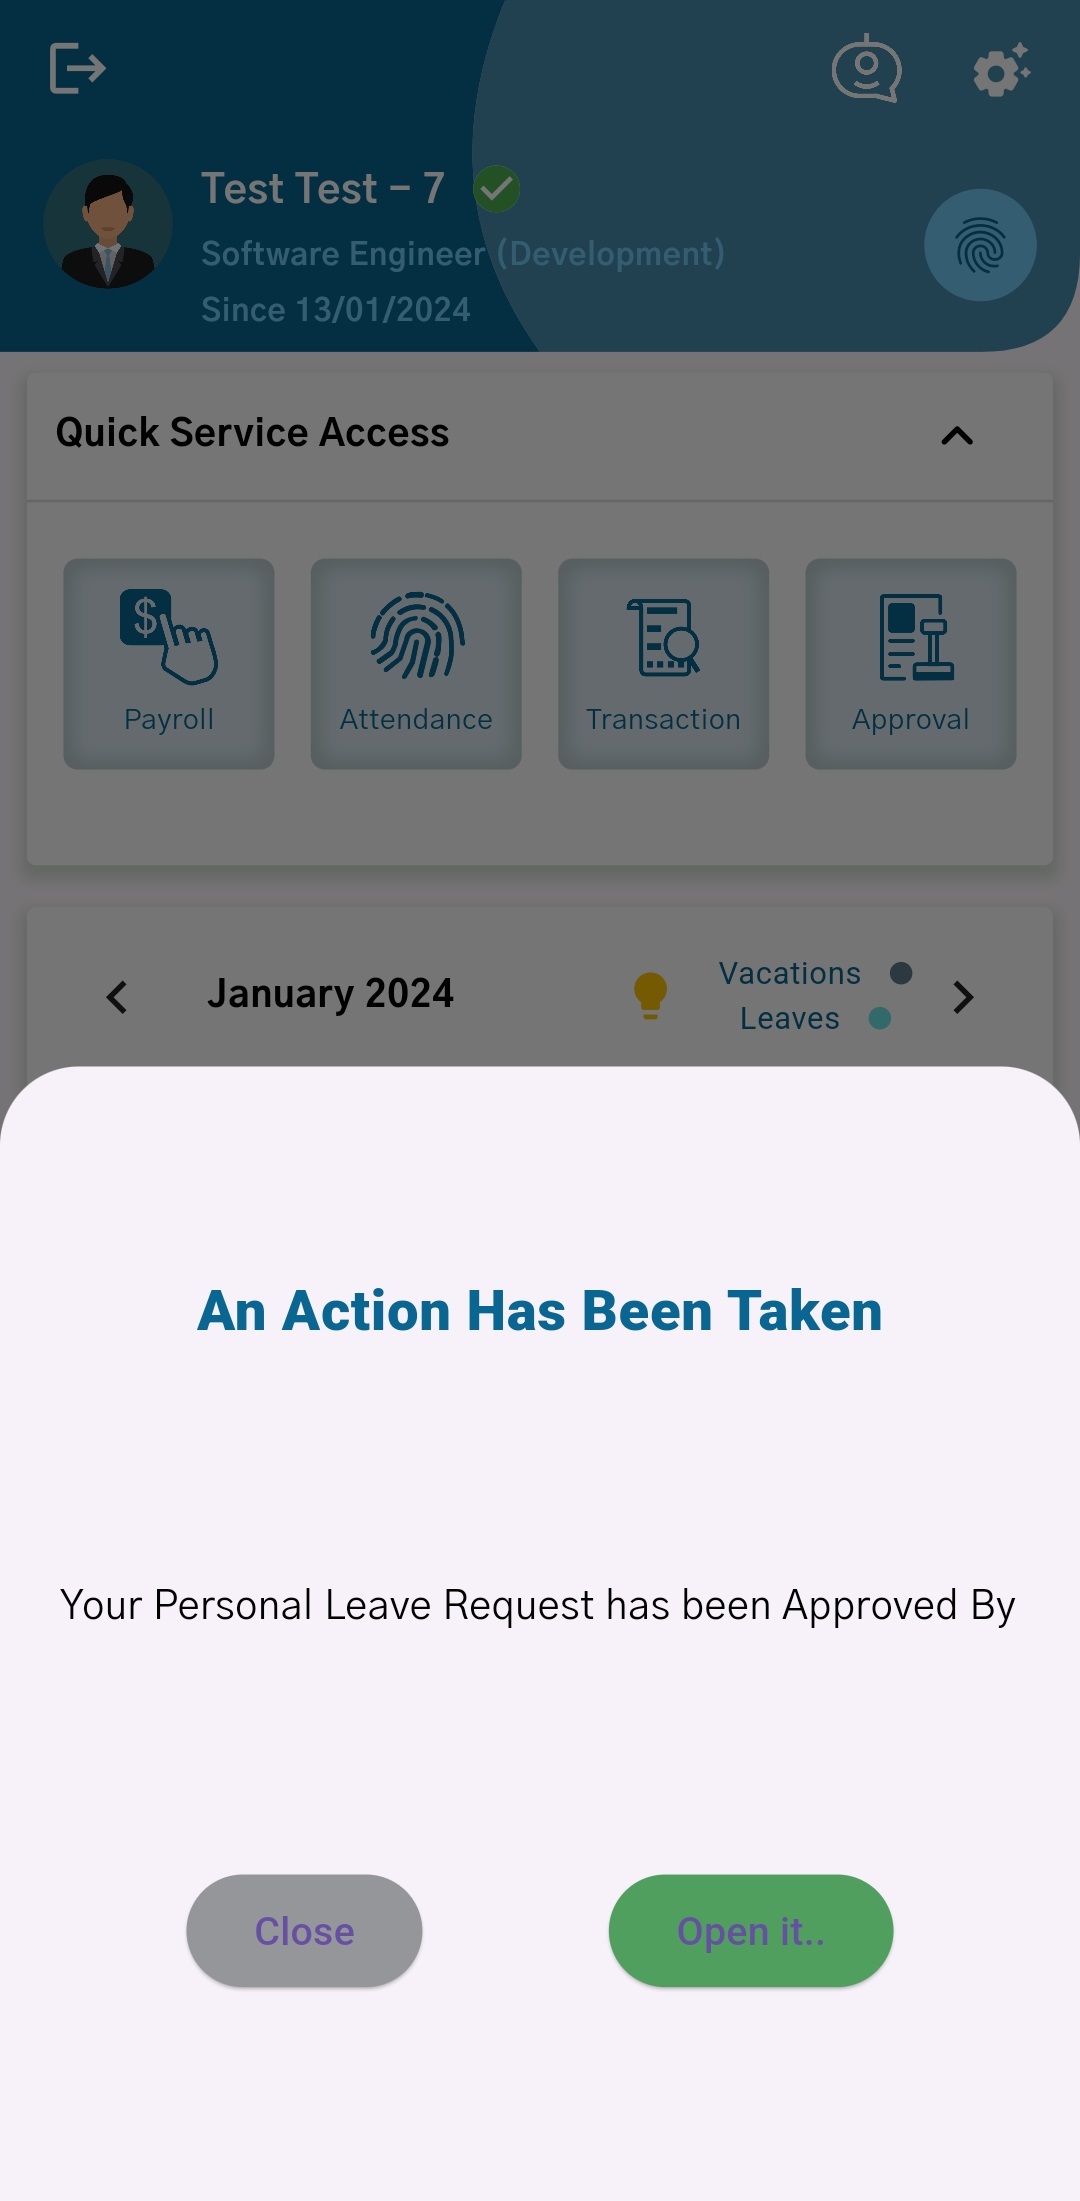 Test Test – 7
Software Engineer (Development)
Since 13/01/2024
Quick Service Access
$
Payroll
Attendance
Transaction
Approval
January 2024
Vacations
Leaves
An Action Has Been Taken
Your Personal Leave Request has been Approved By
Close
Open it..